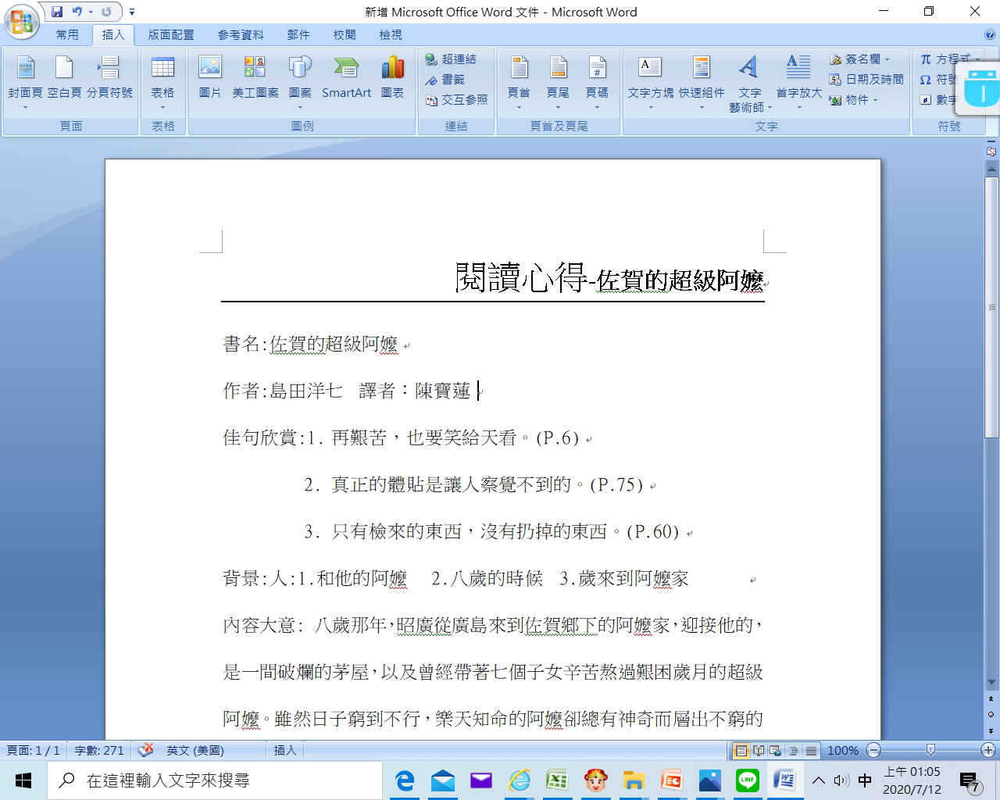 新增 Microsoft Office Word 文件 - Microsoft Word
常用 插入 版面配置 參考資料 郵件 校閱 檢視
封面頁 空白頁 分頁符號 表格 圖片 美工圖案 圖案 SmartArt 圖表 超連結 書籤 交互參照 頁首 頁尾 頁碼 文字方塊 快速組件 文字藝術師 首字放大 簽名欄 日期及時間 物件 方程式 符號 數字
頁面 表格 圖例 連結 頁首及頁尾 文字 符號
閱讀心得-佐賀的超級阿嬤
書名:佐賀的超級阿嬤
作者:島田洋七 譯者：陳寶蓮
佳句欣賞:1. 再艱苦，也要笑給天看。(P.6)
2. 真正的體貼是讓人察覺不到的。(P.75)
3. 只有檢來的東西，沒有扔掉的東西。(P.60)
背景:人:1.和他的阿嬤 2.八歲的時候 3.歲來到阿嬤家
內容大意: 八歲那年，昭廣從廣島來到佐賀鄉下的阿嬤家，迎接他的，
是一間破爛的茅屋，以及曾經帶著七個子女辛苦熬過艱困歲月的超級
阿嬤。雖然日子窮到不行，樂天知命的阿嬤卻總有神奇而層出不窮的
頁面: 1 / 1 字數: 271 英文 (美國) 插入 100%
在這裡輸入文字來搜尋 中 上午 01:05
2020/7/12 7